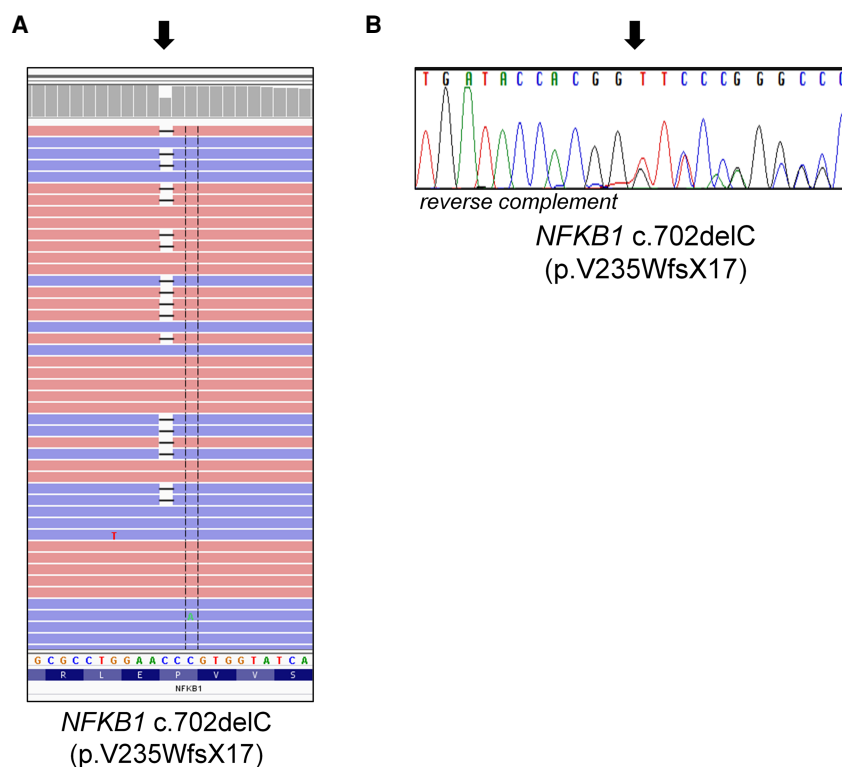 A
B
T G A T A C C A C G G T T C C C G G G C C C
reverse complement
NFKB1 c.702delC
(p.V235WfsX17)
T
G C G C C T G G A A C C C G T G G T A T C A
R L E P V V S
NFKB1
NFKB1 c.702delC
(p.V235WfsX17)